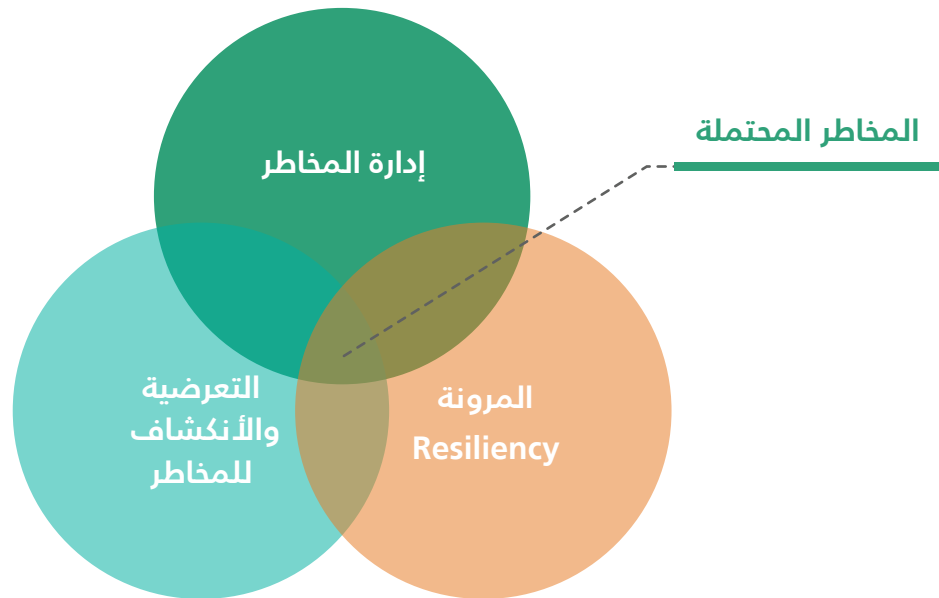 المخاطر المحتملة
إدارة المخاطر
المرونة
Resiliency
التعرضية
والأنكشاف
للمخاطر